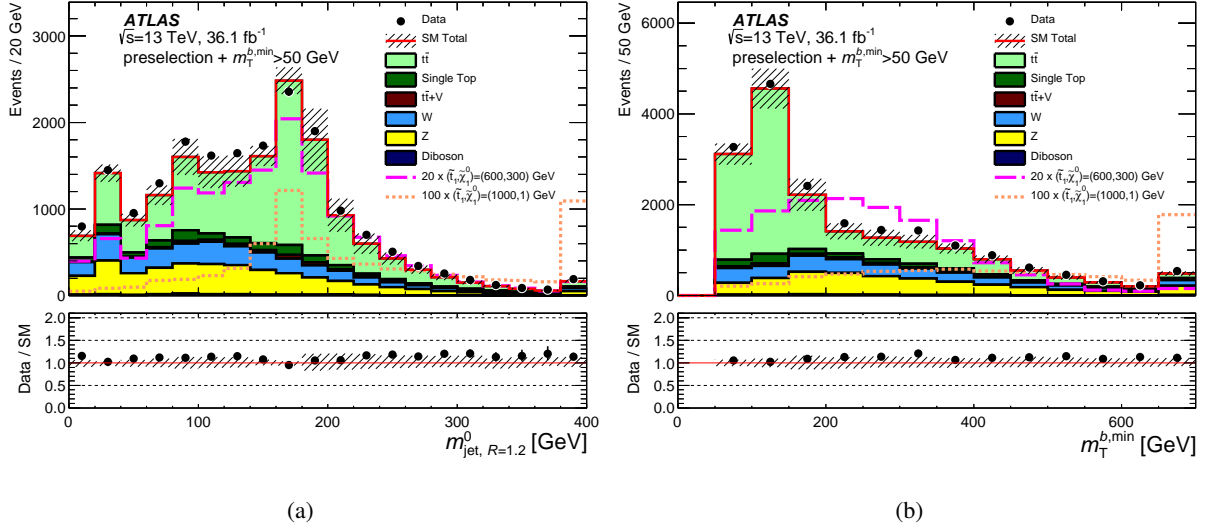 ATLAS
√s=13 TeV, 36.1 fb⁻¹
preselection + m_T^{b,min}>50 GeV
Data
SM Total
tt̄
Single Top
tt̄+V
W
Z
Diboson
20 x (t̃₁,χ̃₁⁰)=(600,300) GeV
100 x (t̃₁,χ̃₁⁰)=(1000,1) GeV
Events / 20 GeV
3000
2000
1000
0
Data / SM
2.0
1.5
1.0
0.5
0.0
0 100 200 300 400
m⁰_{jet, R=1.2} [GeV]
(a)
ATLAS
√s=13 TeV, 36.1 fb⁻¹
preselection + m_T^{b,min}>50 GeV
Data
SM Total
tt̄
Single Top
tt̄+V
W
Z
Diboson
20 x (t̃₁,χ̃₁⁰)=(600,300) GeV
100 x (t̃₁,χ̃₁⁰)=(1000,1) GeV
Events / 50 GeV
6000
4000
2000
0
Data / SM
2.0
1.5
1.0
0.5
0.0
0 200 400 600
m_T^{b,min} [GeV]
(b)